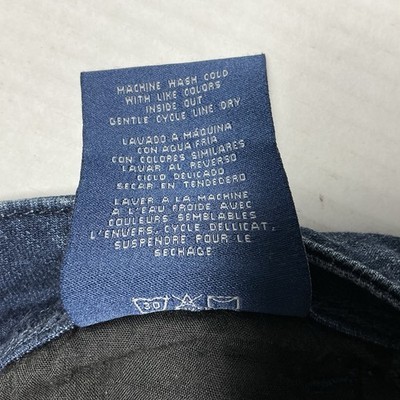 MACHINE WASH COLD
WITH LIKE COLORS
INSIDE OUT
GENTLE CYCLE LINE DRY
LAVADO A MAQUINA
CON AGUA FRIA
CON COLORES SIMILARES
LAVAR AL REVERSO
CICLO DELICADO
SECAR EN TENDEDERO
LAVER A LA MACHINE
A L'EAU FROIDE AVEC
COULEURS SEMBLABLES
L'ENVERS, CYCLE DELLICAT,
SUSPENDRE POUR LE
SECHAGE
30